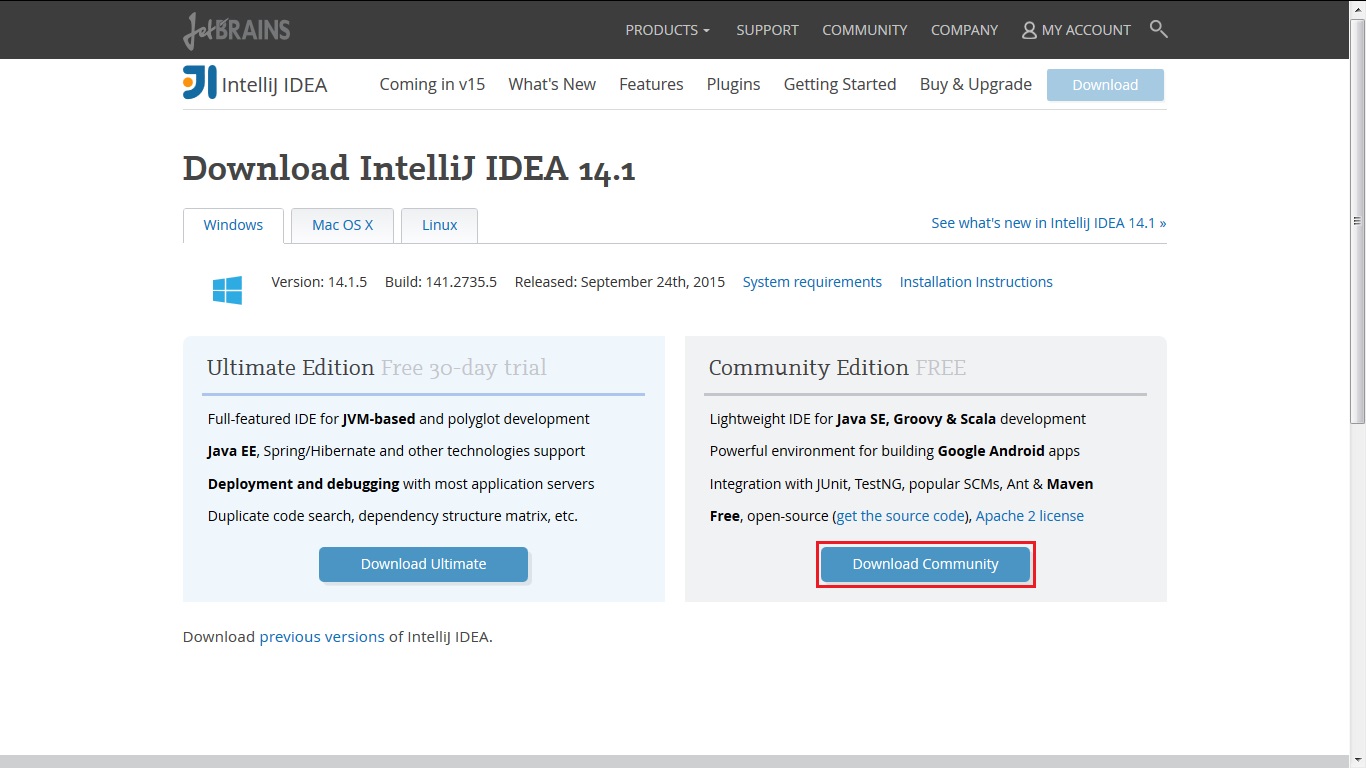 JetBRAINS PRODUCTS SUPPORT COMMUNITY COMPANY MY ACCOUNT
IntelliJ IDEA Coming in v15 What's New Features Plugins Getting Started Buy & Upgrade Download
Download IntelliJ IDEA 14.1
Windows Mac OS X Linux See what's new in IntelliJ IDEA 14.1 »
Version: 14.1.5 Build: 141.2735.5 Released: September 24th, 2015 System requirements Installation Instructions
Ultimate Edition Free 30-day trial
Full-featured IDE for JVM-based and polyglot development
Java EE, Spring/Hibernate and other technologies support
Deployment and debugging with most application servers
Duplicate code search, dependency structure matrix, etc.
Download Ultimate
Community Edition FREE
Lightweight IDE for Java SE, Groovy & Scala development
Powerful environment for building Google Android apps
Integration with JUnit, TestNG, popular SCMs, Ant & Maven
Free, open-source (get the source code), Apache 2 license
Download Community
Download previous versions of IntelliJ IDEA.